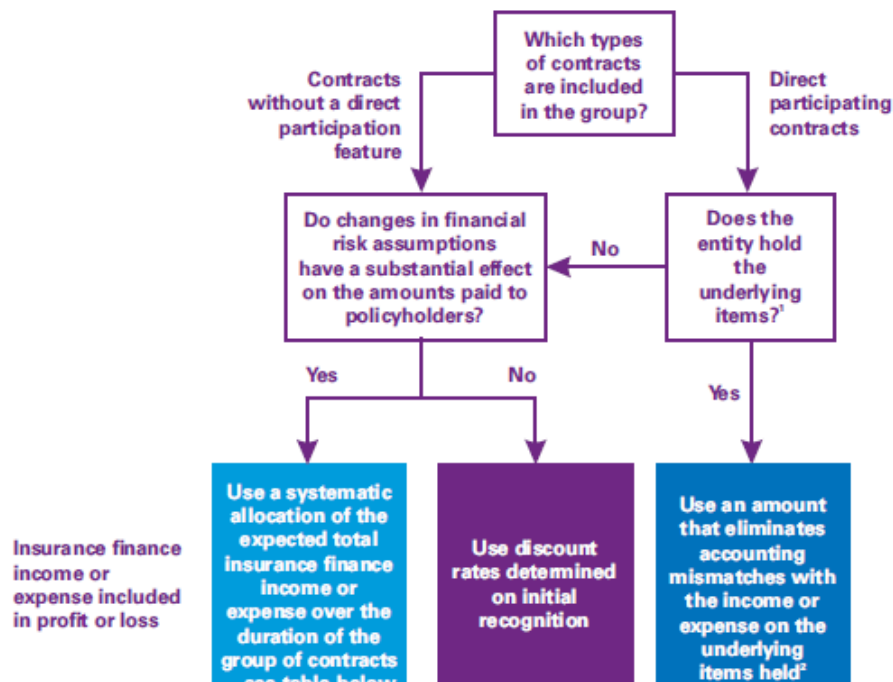 Which types
of contracts
are included
in the group?
Contracts
without a direct
participation
feature
Direct
participating
contracts
Do changes in financial
risk assumptions
have a substantial effect
on the amounts paid to
policyholders?
No
Does the
entity hold
the
underlying
items?¹
Yes
No
Yes
Insurance finance
income or
expense included
in profit or loss
Use a systematic
allocation of the
expected total
insurance finance
income or
expense over the
duration of the
group of contracts
– see table below
Use discount
rates determined
on initial
recognition
Use an amount
that eliminates
accounting
mismatches with
the income or
expense on the
underlying
items held²